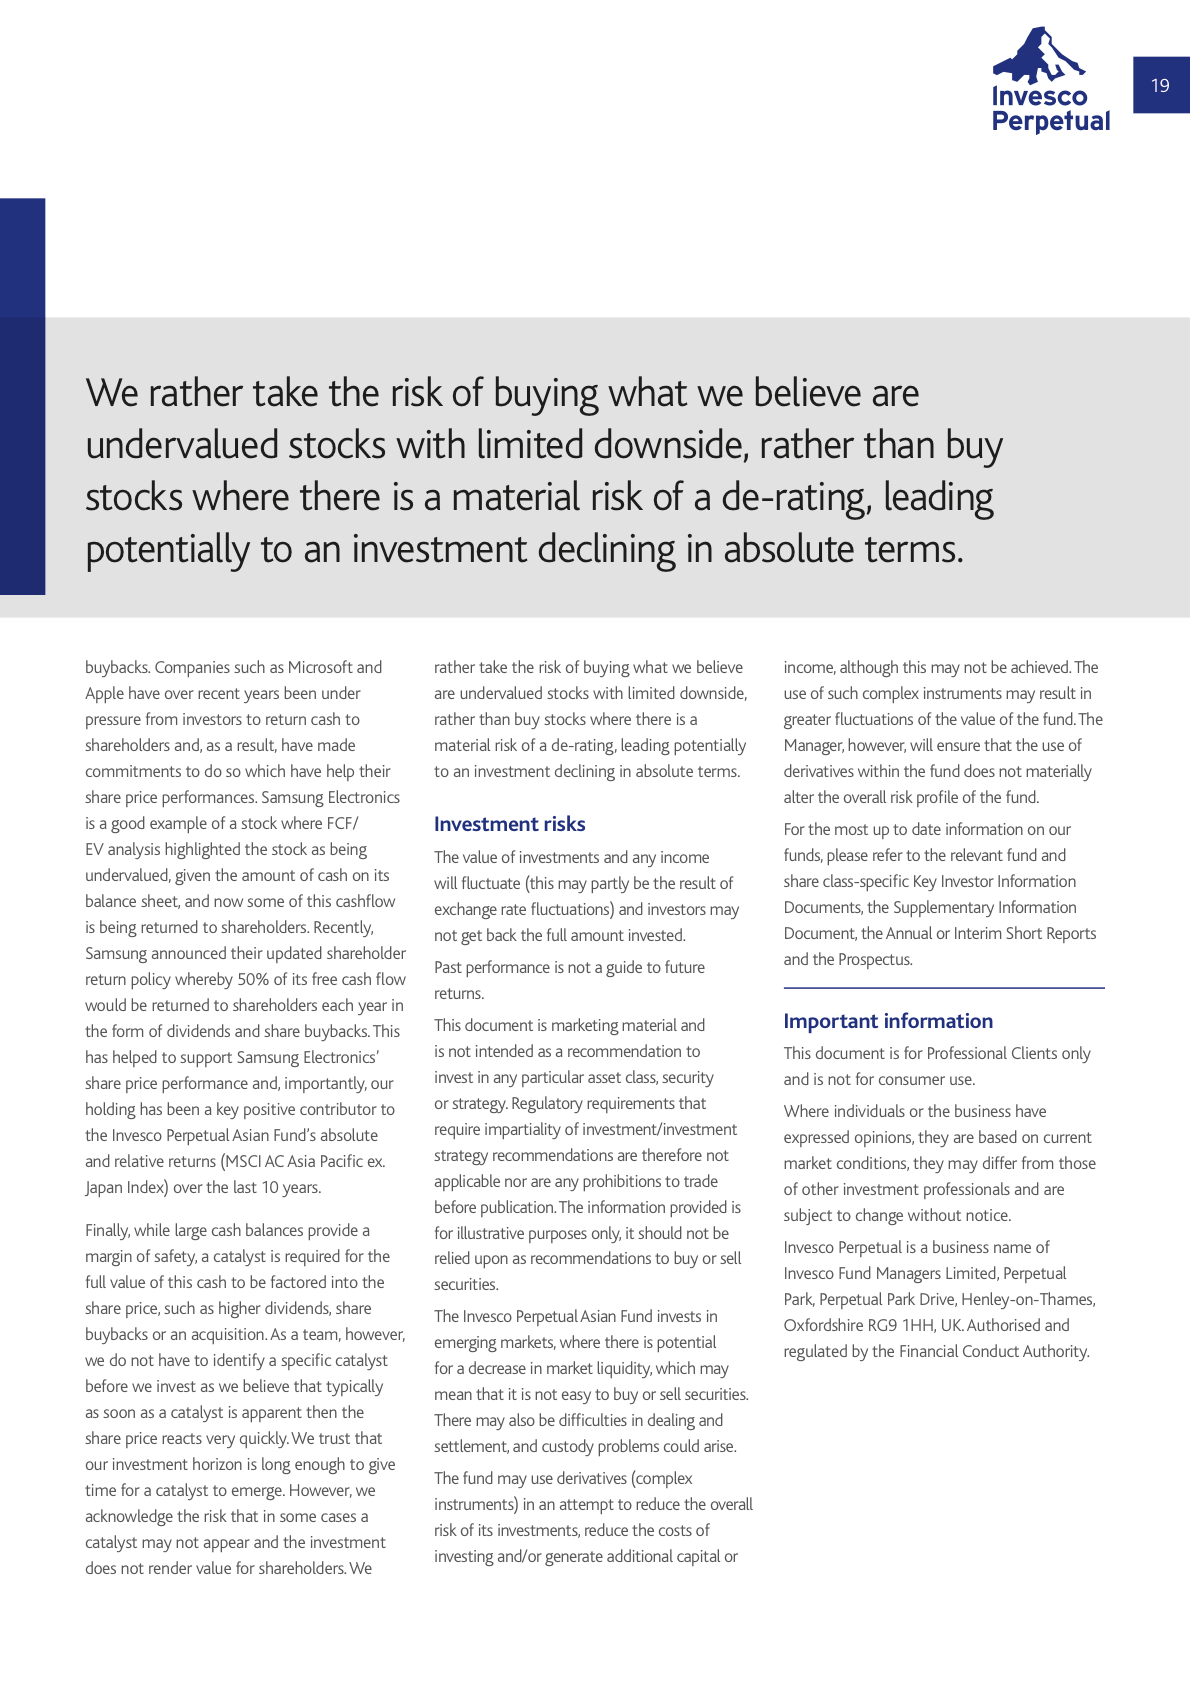 Invesco
Perpetual
19
We rather take the risk of buying what we believe are
undervalued stocks with limited downside, rather than buy
stocks where there is a material risk of a de-rating, leading
potentially to an investment declining in absolute terms.
buybacks. Companies such as Microsoft and
Apple have over recent years been under
pressure from investors to return cash to
shareholders and, as a result, have made
commitments to do so which have help their
share price performances. Samsung Electronics
is a good example of a stock where FCF/
EV analysis highlighted the stock as being
undervalued, given the amount of cash on its
balance sheet, and now some of this cashflow
is being returned to shareholders. Recently,
Samsung announced their updated shareholder
return policy whereby 50% of its free cash flow
would be returned to shareholders each year in
the form of dividends and share buybacks. This
has helped to support Samsung Electronics'
share price performance and, importantly, our
holding has been a key positive contributor to
the Invesco Perpetual Asian Fund's absolute
and relative returns (MSCI AC Asia Pacific ex.
Japan Index) over the last 10 years.
Finally, while large cash balances provide a
margin of safety, a catalyst is required for the
full value of this cash to be factored into the
share price, such as higher dividends, share
buybacks or an acquisition. As a team, however,
we do not have to identify a specific catalyst
before we invest as we believe that typically
as soon as a catalyst is apparent then the
share price reacts very quickly. We trust that
our investment horizon is long enough to give
time for a catalyst to emerge. However, we
acknowledge the risk that in some cases a
catalyst may not appear and the investment
does not render value for shareholders. We
rather take the risk of buying what we believe
are undervalued stocks with limited downside,
rather than buy stocks where there is a
material risk of a de-rating, leading potentially
to an investment declining in absolute terms.
Investment risks
The value of investments and any income
will fluctuate (this may partly be the result of
exchange rate fluctuations) and investors may
not get back the full amount invested.
Past performance is not a guide to future
returns.
This document is marketing material and
is not intended as a recommendation to
invest in any particular asset class, security
or strategy. Regulatory requirements that
require impartiality of investment/investment
strategy recommendations are therefore not
applicable nor are any prohibitions to trade
before publication. The information provided is
for illustrative purposes only, it should not be
relied upon as recommendations to buy or sell
securities.
The Invesco Perpetual Asian Fund invests in
emerging markets, where there is potential
for a decrease in market liquidity, which may
mean that it is not easy to buy or sell securities.
There may also be difficulties in dealing and
settlement, and custody problems could arise.
The fund may use derivatives (complex
instruments) in an attempt to reduce the overall
risk of its investments, reduce the costs of
investing and/or generate additional capital or
income, although this may not be achieved. The
use of such complex instruments may result in
greater fluctuations of the value of the fund. The
Manager, however, will ensure that the use of
derivatives within the fund does not materially
alter the overall risk profile of the fund.
For the most up to date information on our
funds, please refer to the relevant fund and
share class-specific Key Investor Information
Documents, the Supplementary Information
Document, the Annual or Interim Short Reports
and the Prospectus.
Important information
This document is for Professional Clients only
and is not for consumer use.
Where individuals or the business have
expressed opinions, they are based on current
market conditions, they may differ from those
of other investment professionals and are
subject to change without notice.
Invesco Perpetual is a business name of
Invesco Fund Managers Limited, Perpetual
Park, Perpetual Park Drive, Henley-on-Thames,
Oxfordshire RG9 1HH, UK. Authorised and
regulated by the Financial Conduct Authority.